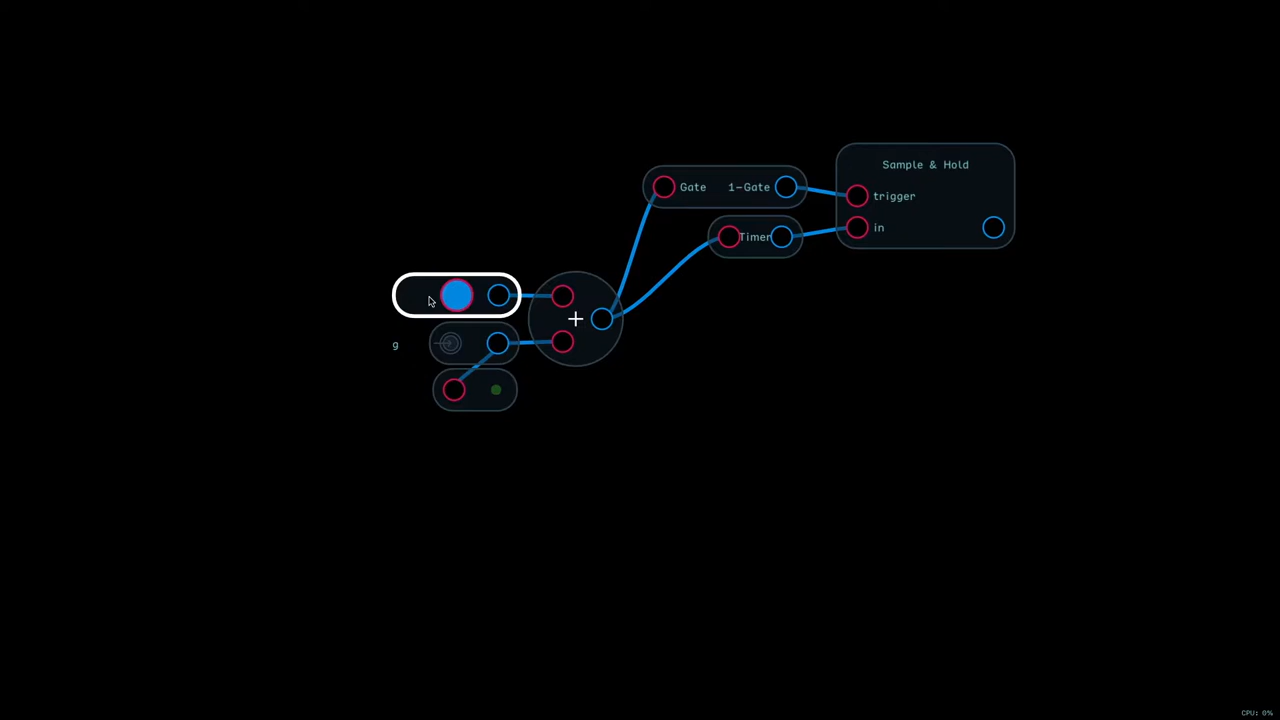 Sample & Hold
Gate 1-Gate
trigger
in
Timer
+
g
CPU: 0%